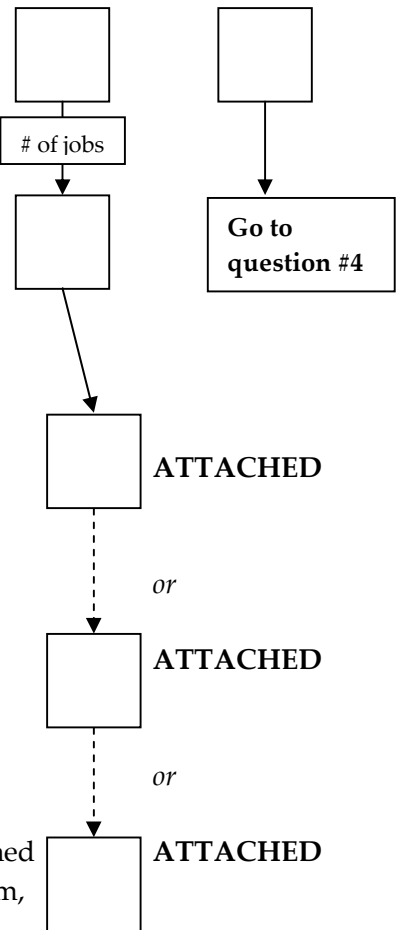 # of jobs
Go to
question #4
ATTACHED
or
ATTACHED
or
ATTACHED
m,